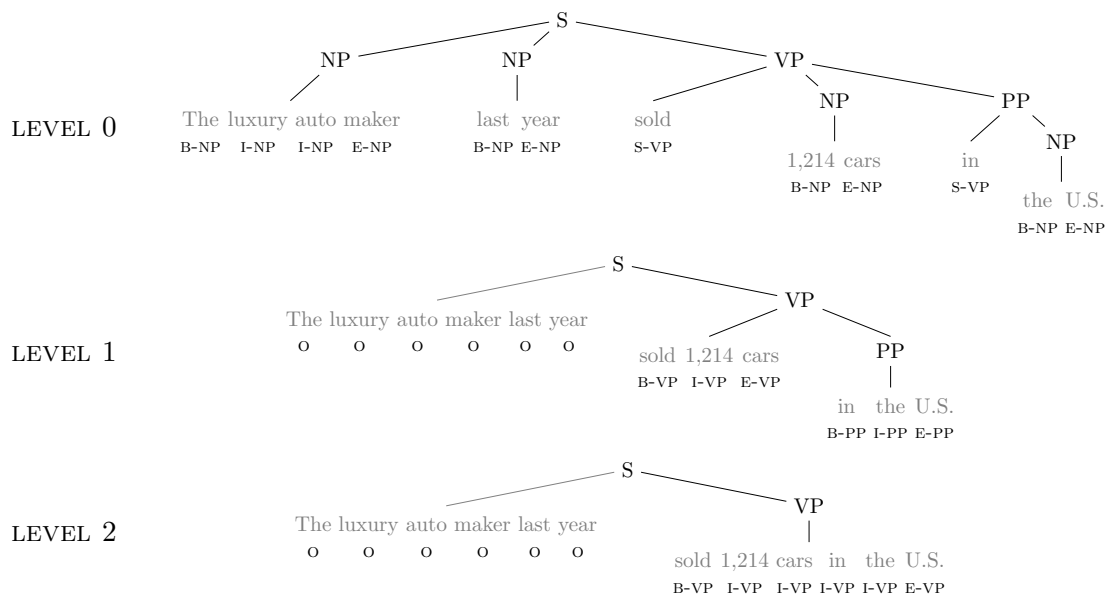 S
NP NP VP
NP PP
LEVEL 0 The luxury auto maker last year sold
B-NP I-NP I-NP E-NP B-NP E-NP S-VP
NP
1,214 cars in
B-NP E-NP S-VP
the U.S.
B-NP E-NP
S
VP
The luxury auto maker last year
O O O O O O
LEVEL 1 sold 1,214 cars PP
B-VP I-VP E-VP
in the U.S.
B-PP I-PP E-PP
S
VP
LEVEL 2 The luxury auto maker last year
O O O O O O
sold 1,214 cars in the U.S.
B-VP I-VP I-VP I-VP I-VP E-VP